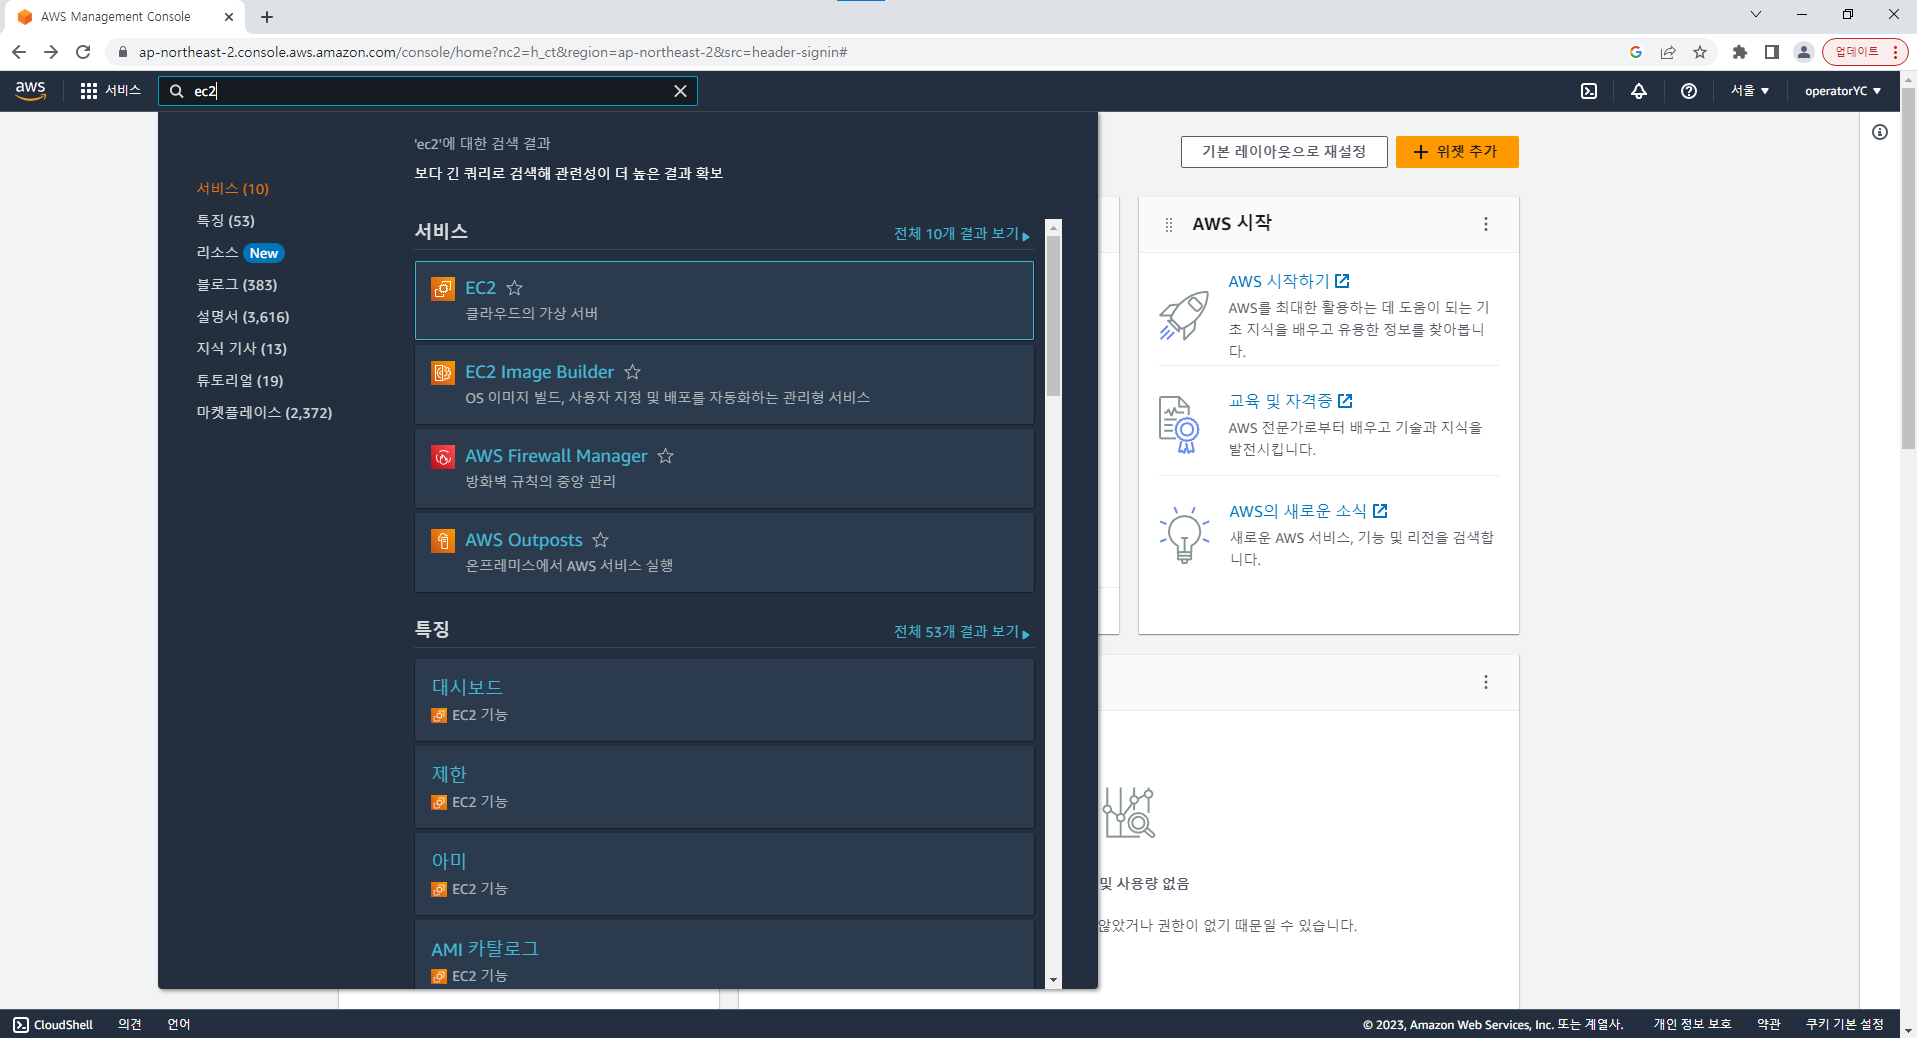 AWS Management Console
ap-northeast-2.console.aws.amazon.com/console/home?nc2=h_ct&region=ap-northeast-2&src=header-signin#
업데이트
aws
서비스
ec2
서울
operatorYC
'ec2'에 대한 검색 결과
보다 긴 쿼리로 검색해 관련성이 더 높은 결과 확보
서비스 (10)
특징 (53)
리소스 New
블로그 (383)
설명서 (3,616)
지식 기사 (13)
튜토리얼 (19)
마켓플레이스 (2,372)
서비스
전체 10개 결과 보기
EC2
클라우드의 가상 서버
EC2 Image Builder
OS 이미지 빌드, 사용자 지정 및 배포를 자동화하는 관리형 서비스
AWS Firewall Manager
방화벽 규칙의 중앙 관리
AWS Outposts
온프레미스에서 AWS 서비스 실행
특징
전체 53개 결과 보기
대시보드
EC2 기능
제한
EC2 기능
아미
EC2 기능
AMI 카탈로그
EC2 기능
기본 레이아웃으로 재설정
+ 위젯 추가
AWS 시작
AWS 시작하기
AWS를 최대한 활용하는 데 도움이 되는 기
초 지식을 배우고 유용한 정보를 찾아봅니
다.
교육 및 자격증
AWS 전문가로부터 배우고 기술과 지식을
발전시킵니다.
AWS의 새로운 소식
새로운 AWS 서비스, 기능 및 리전을 검색합
니다.
및 사용량 없음
않았거나 권한이 없기 때문일 수 있습니다.
CloudShell
의견
언어
© 2023, Amazon Web Services, Inc. 또는 계열사.
개인 정보 보호
약관
쿠키 기본 설정